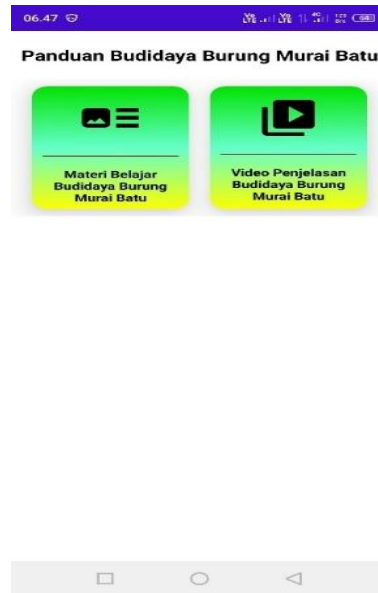 06.47
Panduan Budidaya Burung Murai Batu
Materi Belajar
Budidaya Burung
Murai Batu
Video Penjelasan
Budidaya Burung
Murai Batu